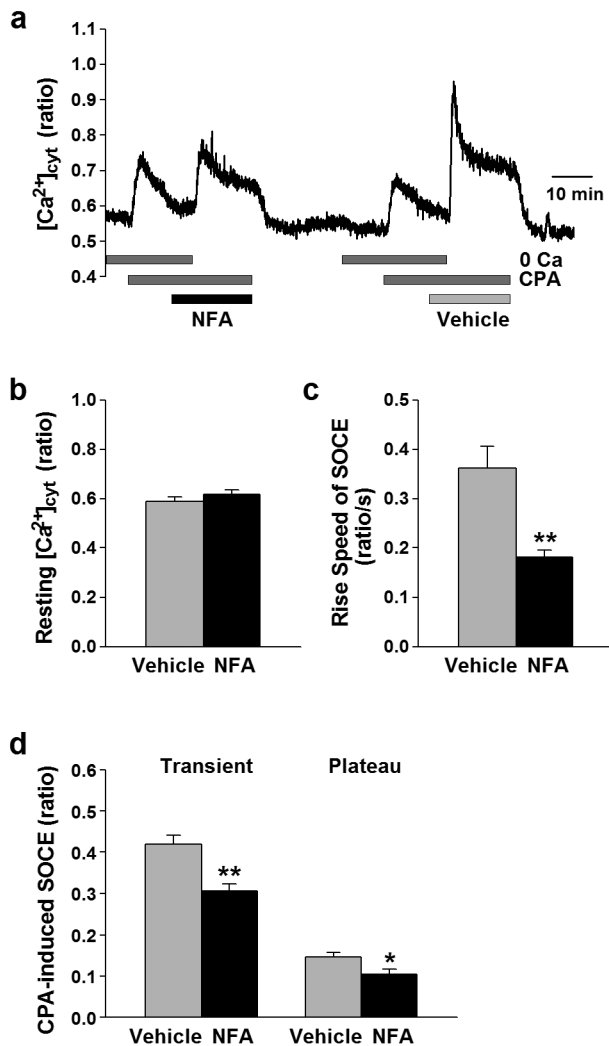 a
[Ca²⁺]cyt (ratio)
1.1
1.0
0.9
0.8
0.7
0.6
0.5
0.4
10 min
0 Ca
CPA
NFA
Vehicle
b
Resting [Ca²⁺]cyt (ratio)
1.0
0.8
0.6
0.4
0.2
0.0
Vehicle NFA
c
Rise Speed of SOCE
(ratio/s)
0.5
0.4
0.3
0.2
0.1
0.0
**
Vehicle NFA
d
CPA-induced SOCE (ratio)
0.6
0.5
0.4
0.3
0.2
0.1
0.0
Transient
Plateau
**
*
Vehicle NFA
Vehicle NFA